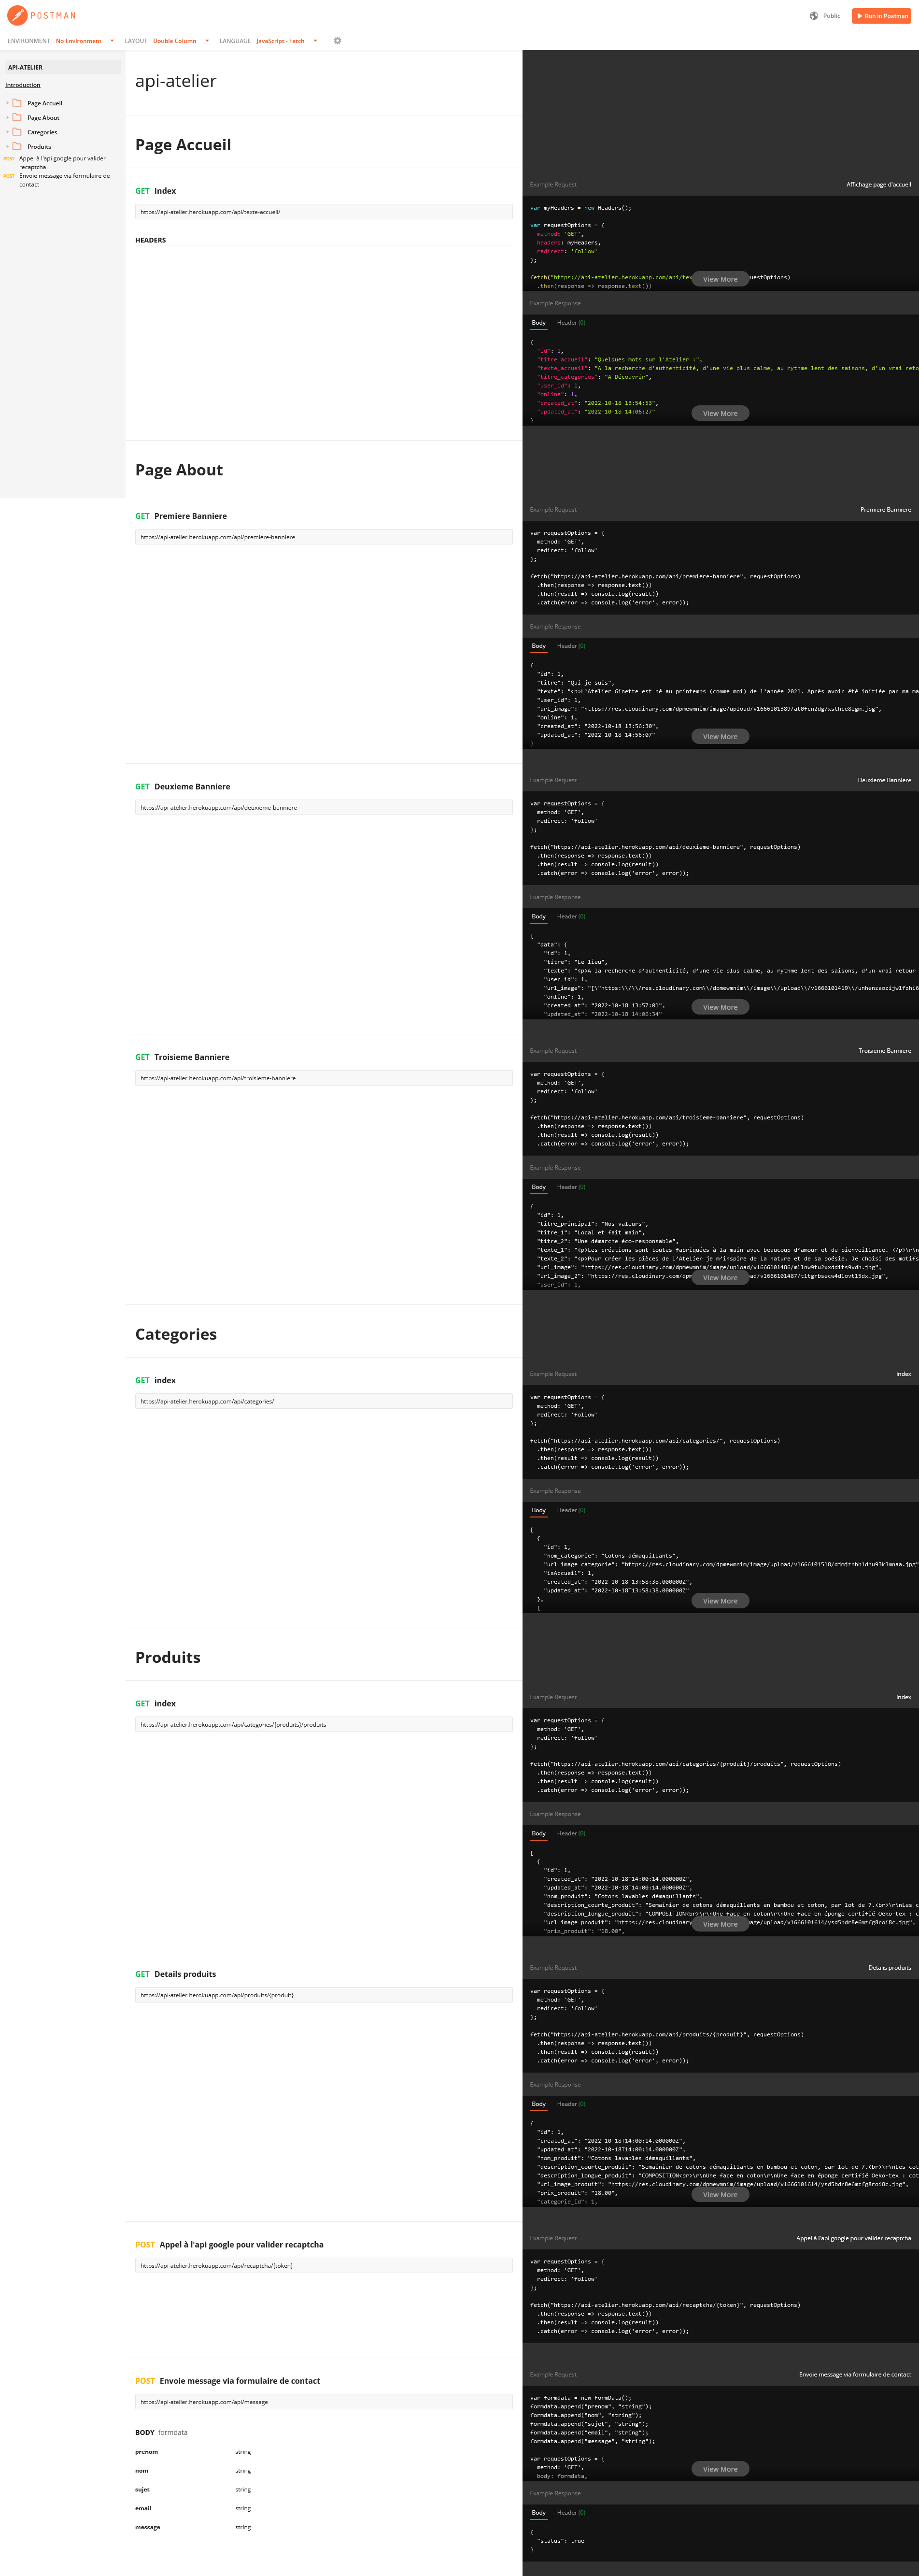 POSTMAN
Public
Run in Postman
ENVIRONMENT No Environment LAYOUT Double Column LANGUAGE JavaScript - Fetch
API-ATELIER
Introduction
Page Accueil
Page About
Categories
Produits
POST Appel à l'api google pour valider
recaptcha
POST Envoie message via formulaire de
contact
api-atelier
Page Accueil
GET Index
https://api-atelier.herokuapp.com/api/texte-accueil/
HEADERS
Example Request
Affichage page d'accueil
var myHeaders = new Headers();
var requestOptions = {
method: 'GET',
headers: myHeaders,
redirect: 'follow'
};
fetch("https://api-atelier.herokuapp.com/api/tex
uestOptions)
.then(response => response.text())
View More
Example Response
Body Header (0)
{
"id": 1,
"titre_accueil": "Quelques mots sur l'Atelier :",
"texte_accueil": "A la recherche d’authenticité, d’une vie plus calme, au rythme lent des saisons, d’un vrai reto
"titre_categories": "A Découvrir",
"user_id": 1,
"online": 1,
"created_at": "2022-10-18 13:54:53",
"updated_at": "2022-10-18 14:06:27"
}
View More
Page About
GET Premiere Banniere
https://api-atelier.herokuapp.com/api/premiere-banniere
Example Request
Premiere Banniere
var requestOptions = {
method: 'GET',
redirect: 'follow'
};
fetch("https://api-atelier.herokuapp.com/api/premiere-banniere", requestOptions)
.then(response => response.text())
.then(result => console.log(result))
.catch(error => console.log('error', error));
Example Response
Body Header (0)
{
"id": 1,
"titre": "Qui je suis",
"texte": "<p>L’Atelier Ginette est né au printemps (comme moi) de l’année 2021. Après avoir été initiée par ma ma
"user_id": 1,
"url_image": "https://res.cloudinary.com/dpmewmnim/image/upload/v1666101389/at0fcn2dg7xsthce8lgm.jpg",
"online": 1,
"created_at": "2022-10-18 13:56:30",
"updated_at": "2022-10-18 14:56:07"
}
View More
GET Deuxieme Banniere
https://api-atelier.herokuapp.com/api/deuxieme-banniere
Example Request
Deuxieme Banniere
var requestOptions = {
method: 'GET',
redirect: 'follow'
};
fetch("https://api-atelier.herokuapp.com/api/deuxieme-banniere", requestOptions)
.then(response => response.text())
.then(result => console.log(result))
.catch(error => console.log('error', error));
Example Response
Body Header (0)
{
"data": {
"id": 1,
"titre": "Le lieu",
"texte": "<p>A la recherche d’authenticité, d’une vie plus calme, au rythme lent des saisons, d’un vrai retour
"user_id": 1,
"url_image": "[\"https:\\/\\/res.cloudinary.com\\/dpmewmnim\\/image\\/upload\\/v1666101419\\/unhenzaozijwlfzhi6
"online": 1,
"created_at": "2022-10-18 13:57:01",
"updated_at": "2022-10-18 14:06:34"
View More
GET Troisieme Banniere
https://api-atelier.herokuapp.com/api/troisieme-banniere
Example Request
Troisieme Banniere
var requestOptions = {
method: 'GET',
redirect: 'follow'
};
fetch("https://api-atelier.herokuapp.com/api/troisieme-banniere", requestOptions)
.then(response => response.text())
.then(result => console.log(result))
.catch(error => console.log('error', error));
Example Response
Body Header (0)
{
"id": 1,
"titre_principal": "Nos valeurs",
"titre_1": "Local et fait main",
"titre_2": "Une démarche éco-responsable",
"texte_1": "<p>Les créations sont toutes fabriquées à la main avec beaucoup d’amour et de bienveillance. </p>\r\n
"texte_2": "<p>Pour créer les pièces de l’Atelier je m’inspire de la nature et de sa poésie. Je choisi des motifs
"url_image": "https://res.cloudinary.com/dpmewmnim/image/upload/v1666101486/ml1nw9tu2xxddits9vdh.jpg",
"url_image_2": "https://res.cloudinary.com/dpm
age/upload/v1666101487/tltgrbsecw4dlovt15dx.jpg",
"user_id": 1,
View More
Categories
GET index
https://api-atelier.herokuapp.com/api/categories/
Example Request
index
var requestOptions = {
method: 'GET',
redirect: 'follow'
};
fetch("https://api-atelier.herokuapp.com/api/categories/", requestOptions)
.then(response => response.text())
.then(result => console.log(result))
.catch(error => console.log('error', error));
Example Response
Body Header (0)
[
{
"id": 1,
"nom_categorie": "Cotons démaquillants",
"url_image_categorie": "https://res.cloudinary.com/dpmewmnim/image/upload/v1666101518/djmjznhbldnu93k3mnaa.jpg"
"isAccueil": 1,
"created_at": "2022-10-18T13:58:38.000000Z",
"updated_at": "2022-10-18T13:58:38.000000Z"
},
{
View More
Produits
GET index
https://api-atelier.herokuapp.com/api/categories/{produits}/produits
Example Request
index
var requestOptions = {
method: 'GET',
redirect: 'follow'
};
fetch("https://api-atelier.herokuapp.com/api/categories/{produit}/produits", requestOptions)
.then(response => response.text())
.then(result => console.log(result))
.catch(error => console.log('error', error));
Example Response
Body Header (0)
[
{
"id": 1,
"created_at": "2022-10-18T14:00:14.000000Z",
"updated_at": "2022-10-18T14:00:14.000000Z",
"nom_produit": "Cotons lavables démaquillants",
"description_courte_produit": "Semainier de cotons démaquillants en bambou et coton, par lot de 7.<br>\r\nLes c
"description_longue_produit": "COMPOSITION<br>\r\nUne face en coton\r\nUne face en éponge certifié Oeko-tex : c
"url_image_produit": "https://res.cloudinary
age/upload/v1666101614/ysd5bdr8e6mzfg8roi8c.jpg",
"prix_produit": "18.00",
View More
GET Details produits
https://api-atelier.herokuapp.com/api/produits/{produit}
Example Request
Details produits
var requestOptions = {
method: 'GET',
redirect: 'follow'
};
fetch("https://api-atelier.herokuapp.com/api/produits/{produit}", requestOptions)
.then(response => response.text())
.then(result => console.log(result))
.catch(error => console.log('error', error));
Example Response
Body Header (0)
{
"id": 1,
"created_at": "2022-10-18T14:00:14.000000Z",
"updated_at": "2022-10-18T14:00:14.000000Z",
"nom_produit": "Cotons lavables démaquillants",
"description_courte_produit": "Semainier de cotons démaquillants en bambou et coton, par lot de 7.<br>\r\nLes cot
"description_longue_produit": "COMPOSITION<br>\r\nUne face en coton\r\nUne face en éponge certifié Oeko-tex : cot
"url_image_produit": "https://res.cloudinary.com/dpmewmnim/image/upload/v1666101614/ysd5bdr8e6mzfg8roi8c.jpg",
"prix_produit": "18.00",
"categorie_id": 1,
View More
POST Appel à l'api google pour valider recaptcha
https://api-atelier.herokuapp.com/api/recaptcha/{token}
Example Request
Appel à l'api google pour valider recaptcha
var requestOptions = {
method: 'GET',
redirect: 'follow'
};
fetch("https://api-atelier.herokuapp.com/api/recaptcha/{token}", requestOptions)
.then(response => response.text())
.then(result => console.log(result))
.catch(error => console.log('error', error));
POST Envoie message via formulaire de contact
https://api-atelier.herokuapp.com/api/message
BODY formdata
prenom string
nom string
sujet string
email string
message string
Example Request
Envoie message via formulaire de contact
var formdata = new FormData();
formdata.append("prenom", "string");
formdata.append("nom", "string");
formdata.append("sujet", "string");
formdata.append("email", "string");
formdata.append("message", "string");
var requestOptions = {
method: 'GET',
body: formdata,
View More
Example Response
Body Header (0)
{
"status": true
}